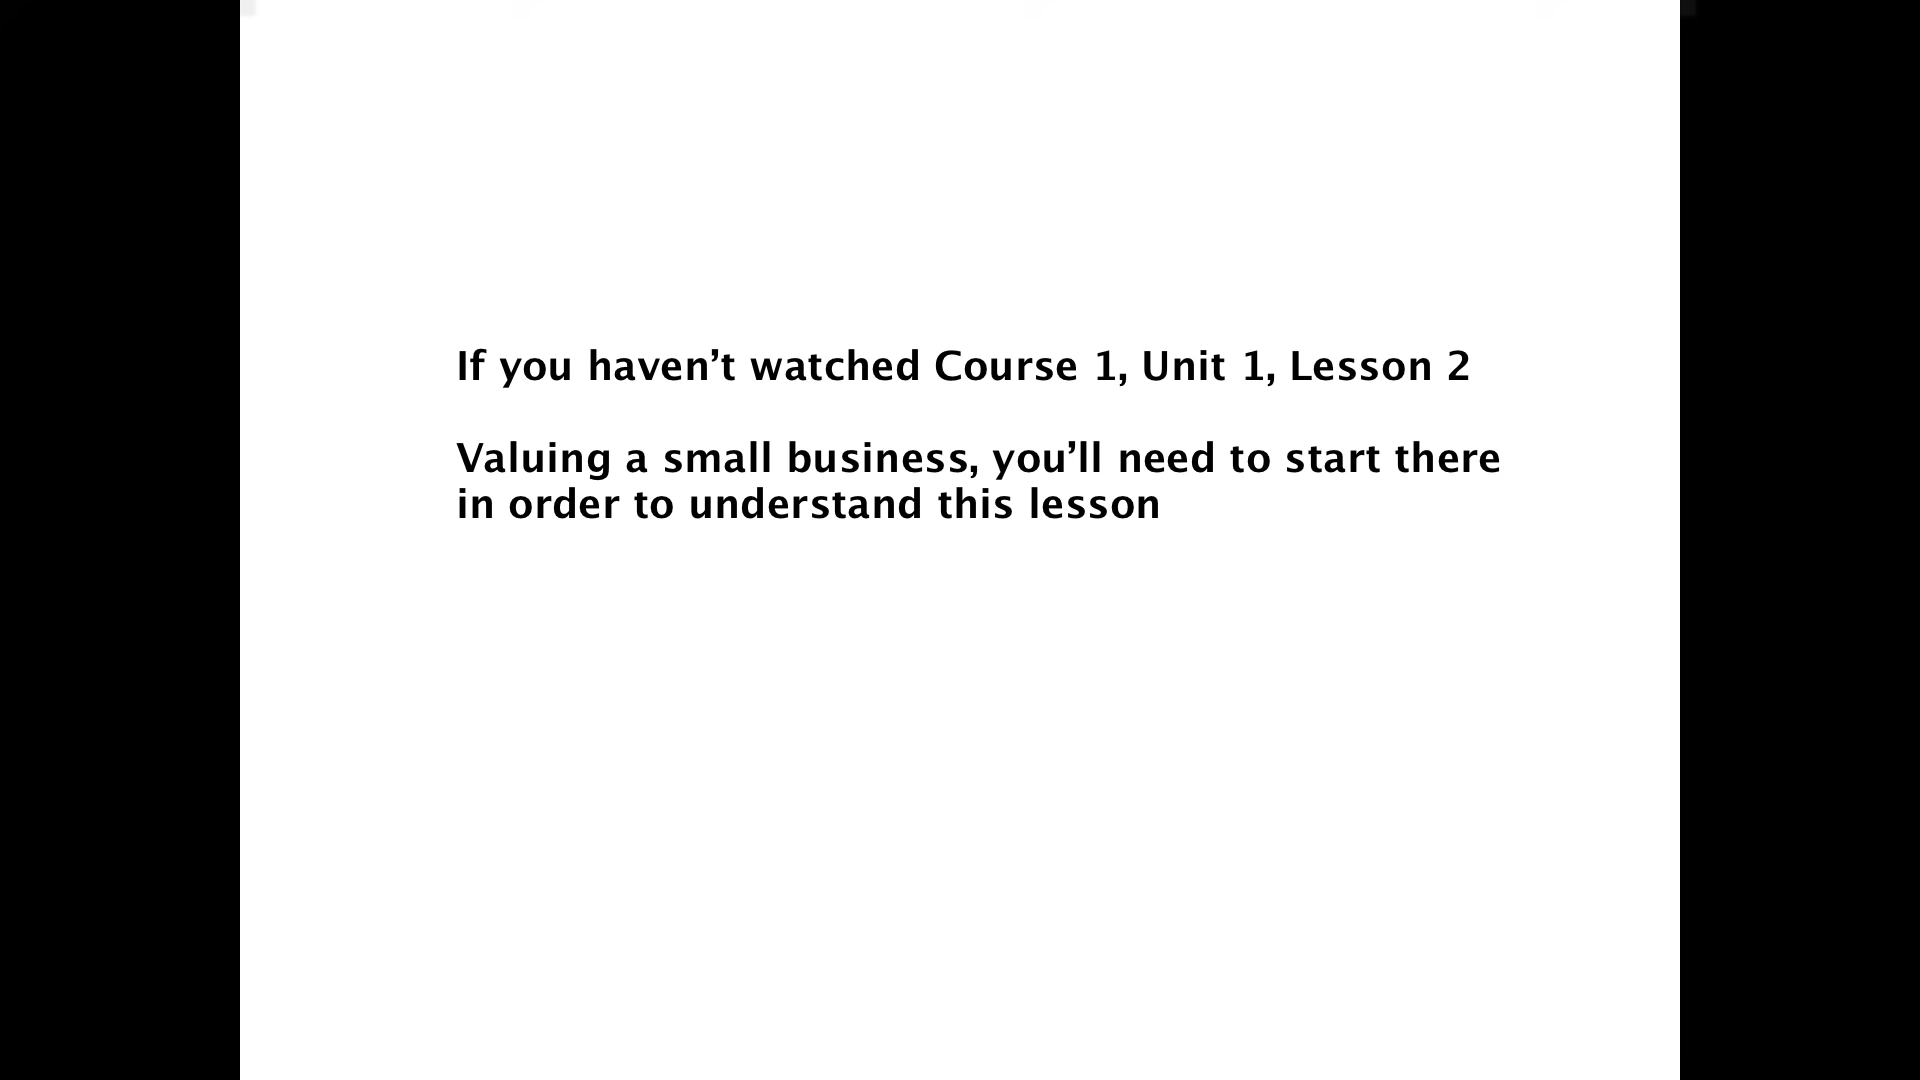 If you haven’t watched Course 1, Unit 1, Lesson 2
Valuing a small business, you’ll need to start there
in order to understand this lesson